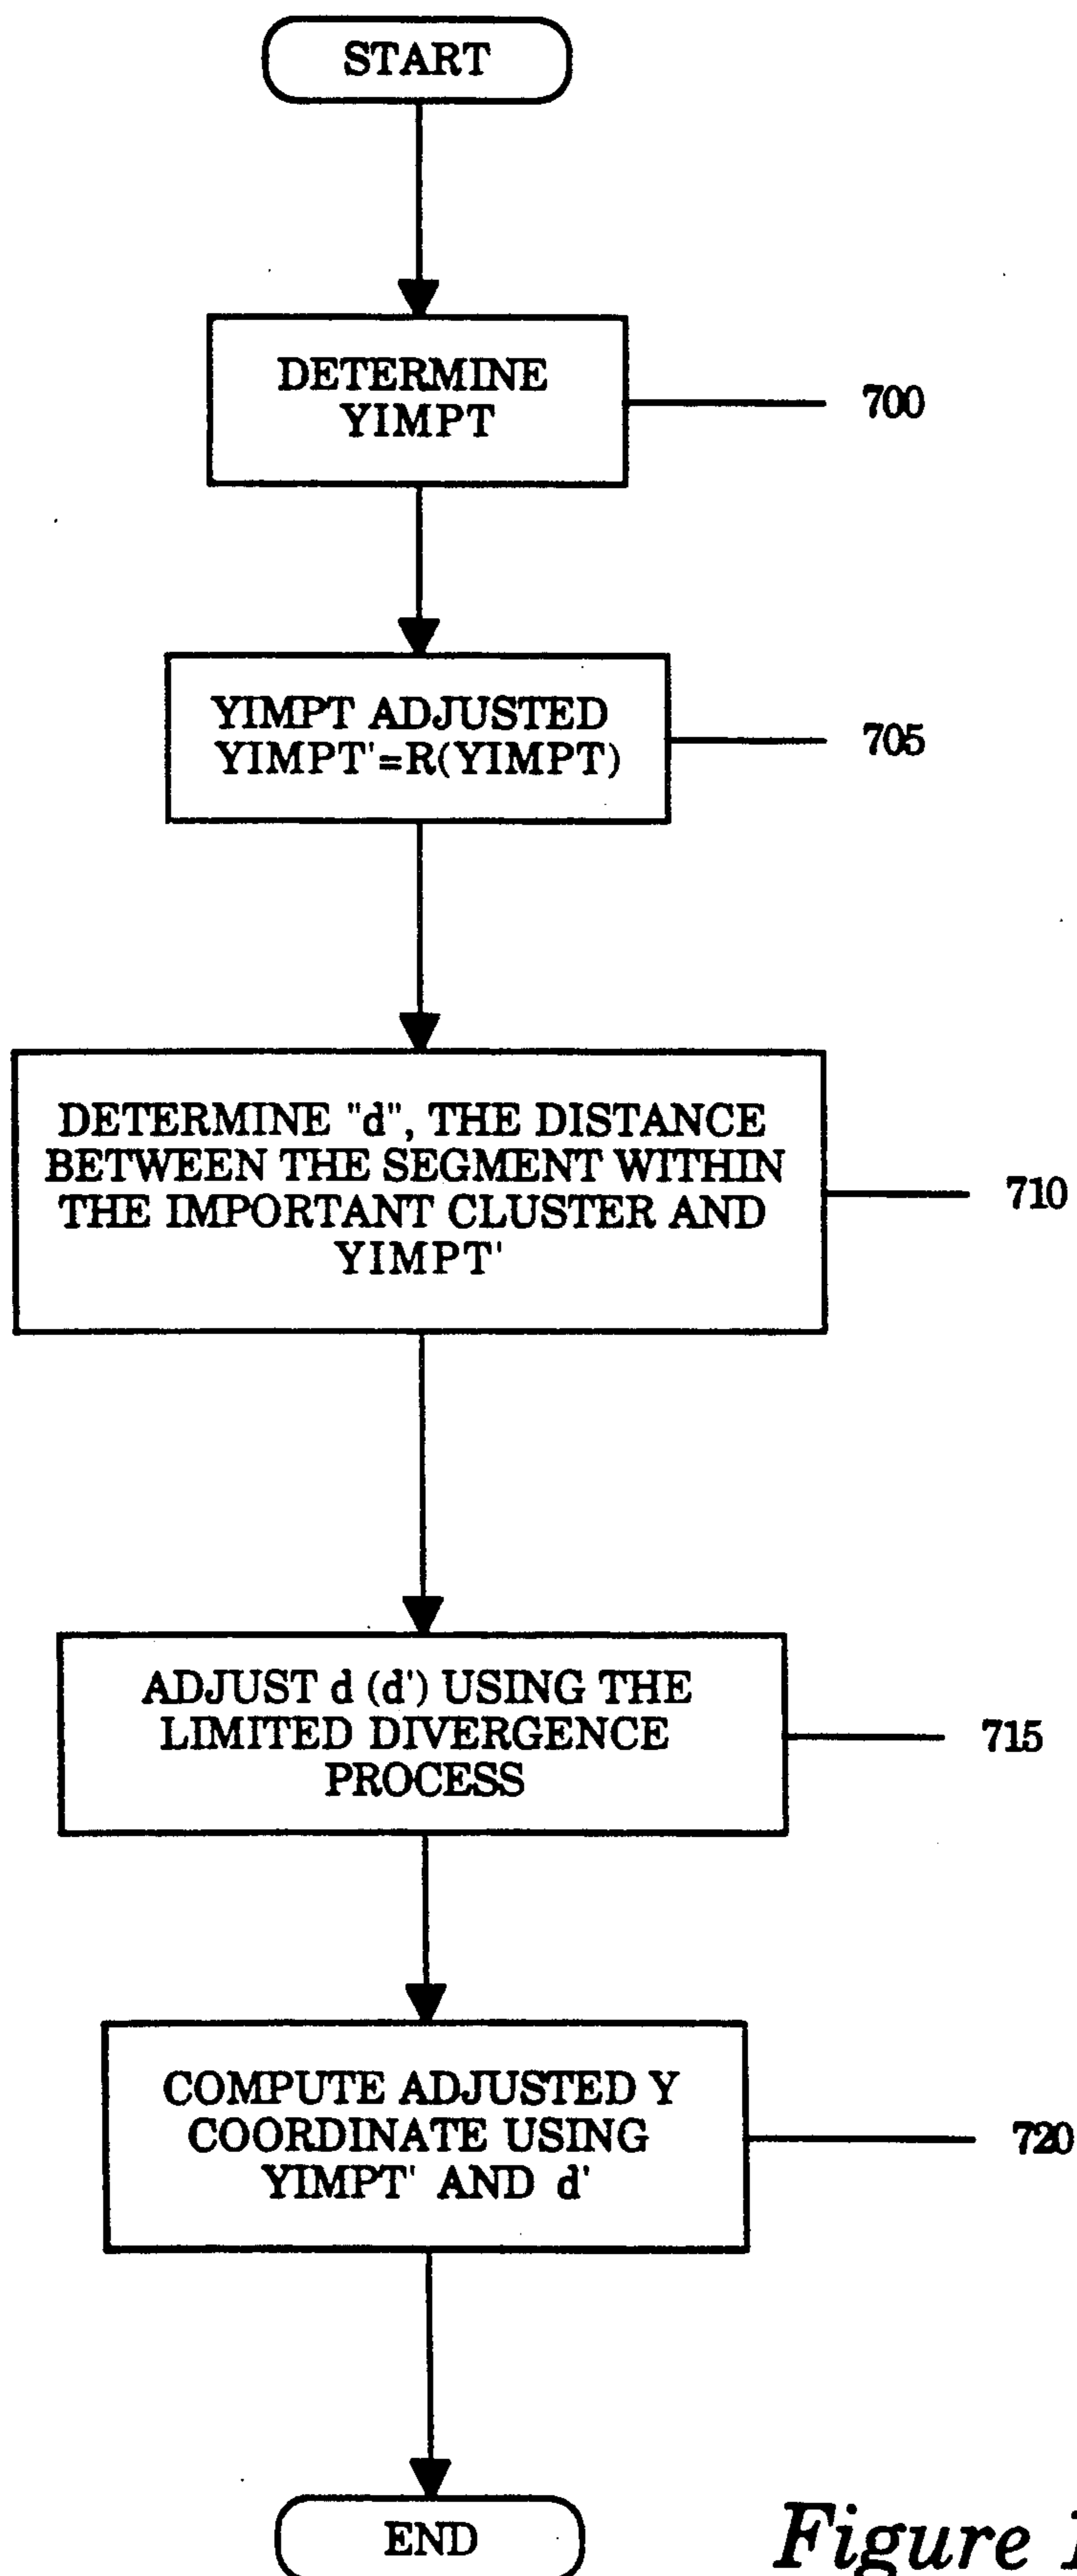 START
DETERMINE
YIMPT
700
YIMPT ADJUSTED
YIMPT'=R(YIMPT)
705
DETERMINE "d", THE DISTANCE
BETWEEN THE SEGMENT WITHIN
THE IMPORTANT CLUSTER AND
YIMPT'
710
ADJUST d (d') USING THE
LIMITED DIVERGENCE
PROCESS
715
COMPUTE ADJUSTED Y
COORDINATE USING
YIMPT' AND d'
720
END
Figure